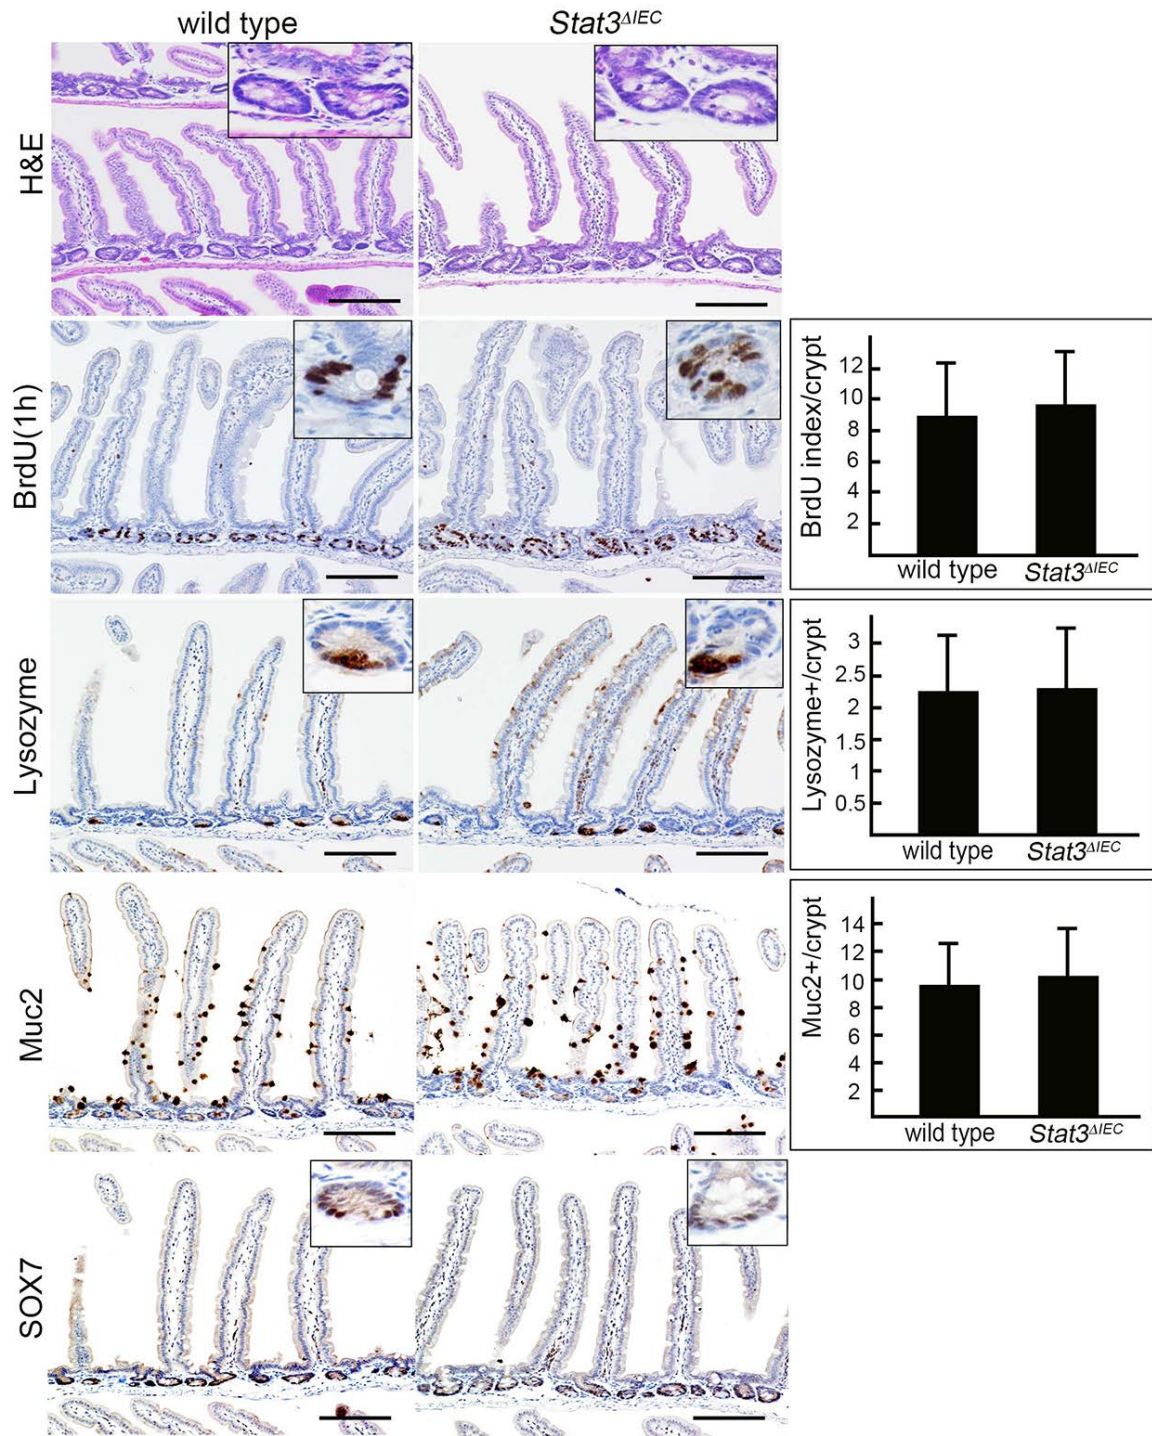 wild type
Stat3ΔIEC
H&E
BrdU(1h)
BrdU index/crypt
12
10
8
6
4
2
wild type
Stat3ΔIEC
Lysozyme
Lysozyme+/crypt
3
2.5
2
1.5
1
0.5
wild type
Stat3ΔIEC
Muc2
Muc2+/crypt
14
12
10
8
6
4
2
wild type
Stat3ΔIEC
SOX7